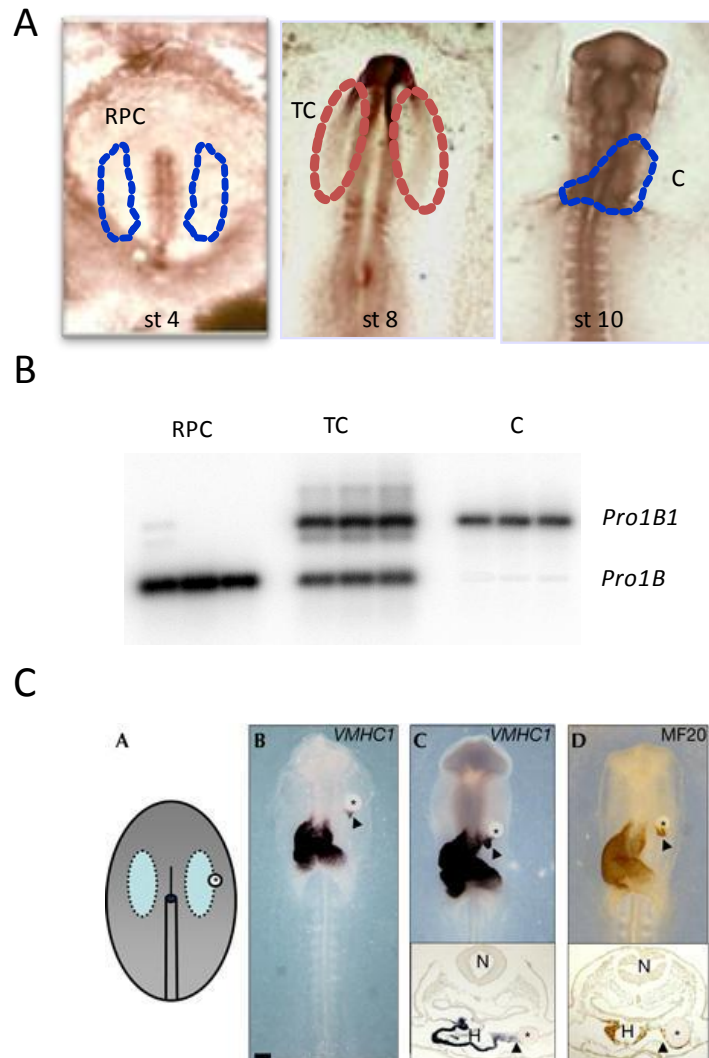 A
RPC
TC
C
st 4
st 8
st 10
B
RPC TC C
Pro1B1
Pro1B
C
A
B VMHC1
C VMHC1
D MF20
*
*
*
*
N
N
H
*
H
*